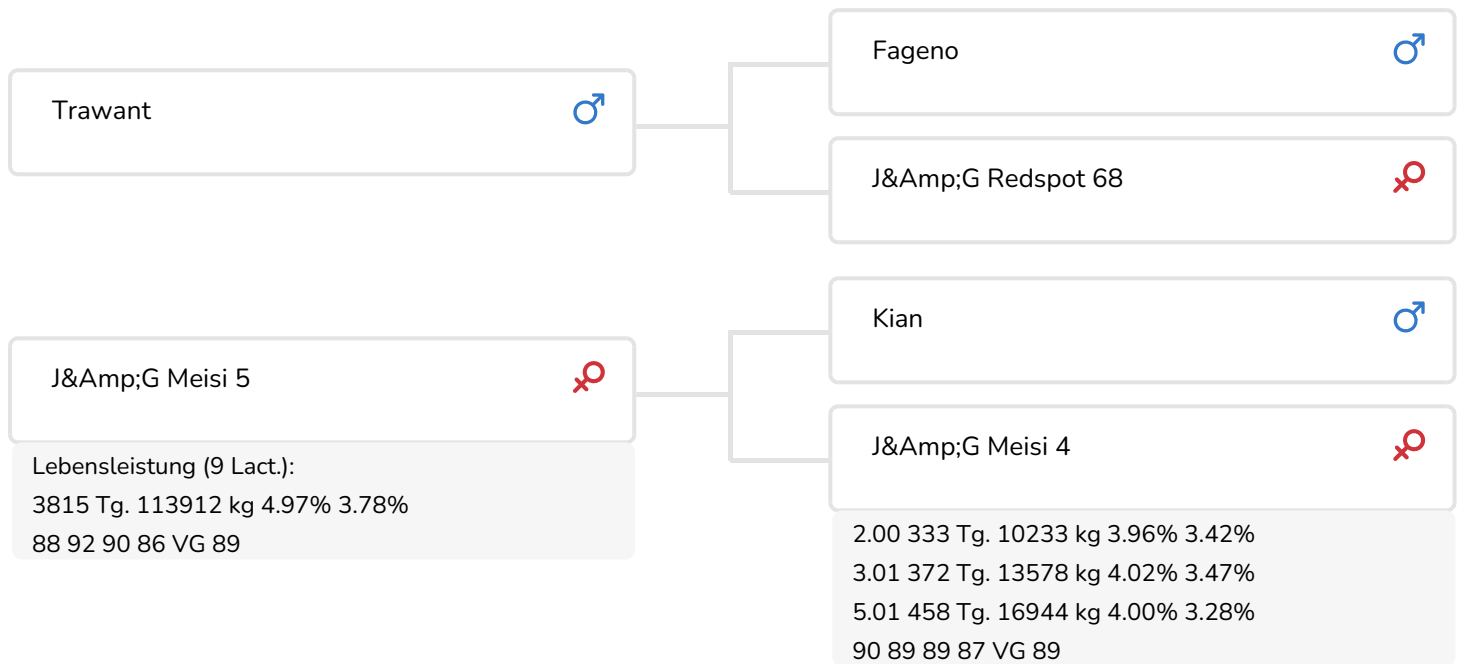 Trawant
J&Amp;G Meisi 5
Lebensleistung (9 Lact.):
3815 Tg. 113912 kg 4.97% 3.78%
88 92 90 86 VG 89
Fageno
J&Amp;G Redspot 68
Kian
J&Amp;G Meisi 4
2.00 333 Tg. 10233 kg 3.96% 3.42%
3.01 372 Tg. 13578 kg 4.02% 3.47%
5.01 458 Tg. 16944 kg 4.00% 3.28%
90 89 89 87 VG 89